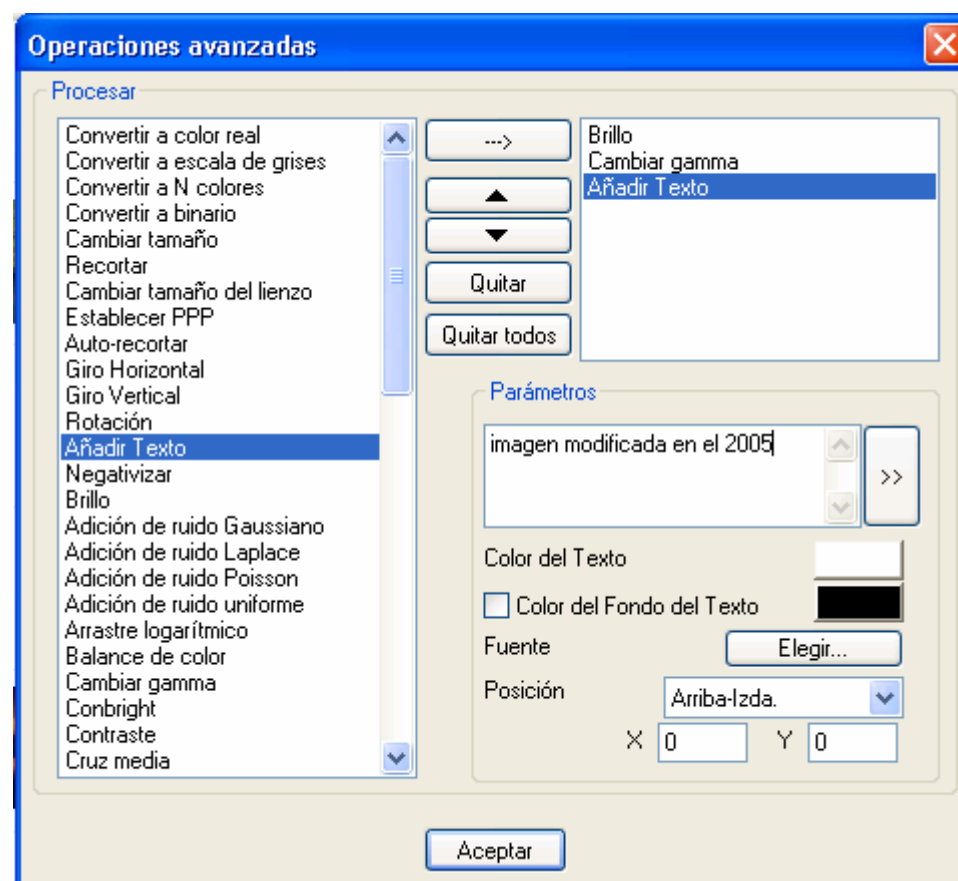 Operaciones avanzadas
Procesar
Convertir a color real
Convertir a escala de grises
Convertir a N colores
Convertir a binario
Cambiar tamaño
Recortar
Cambiar tamaño del lienzo
Establecer PPP
Auto-recortar
Giro Horizontal
Giro Vertical
Rotación
Añadir Texto
Negativizar
Brillo
Adición de ruido Gaussiano
Adición de ruido Laplace
Adición de ruido Poisson
Adición de ruido uniforme
Arrastre logarítmico
Balance de color
Cambiar gamma
Conbright
Contraste
Cruz media
--->
Quitar
Quitar todos
Brillo
Cambiar gamma
Añadir Texto
Parámetros
imagen modificada en el 2005
>>
Color del Texto
Color del Fondo del Texto
Fuente
Elegir...
Posición
Arriba-Izda.
X 0 Y 0
Aceptar